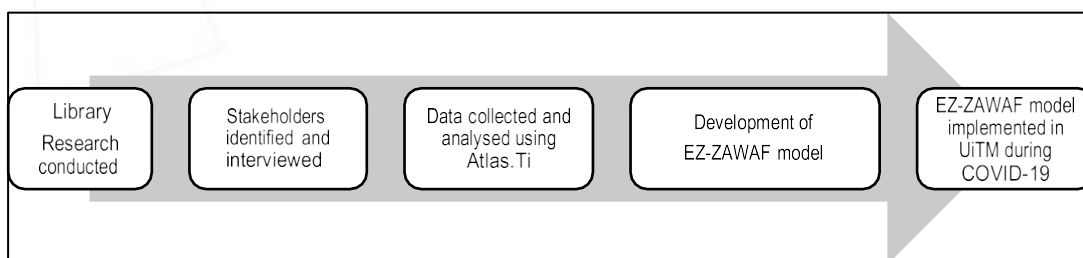 Library
Research
conducted
Stakeholders
identified and
interviewed
Data collected and
analysed using
Atlas.Ti
Development of
EZ-ZAWAF model
EZ-ZAWAF model
implemented in
UiTM during
COVID-19